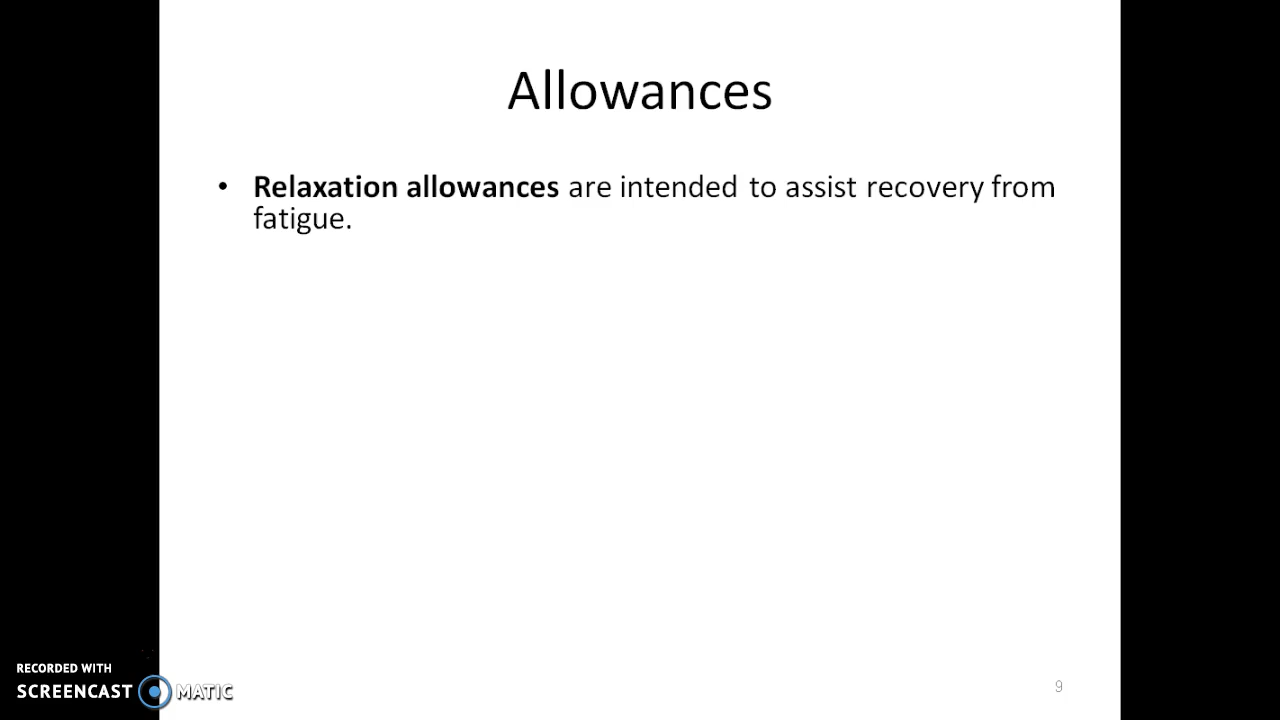 Allowances
• Relaxation allowances are intended to assist recovery from
fatigue.
RECORDED WITH
SCREENCAST MATIC
9